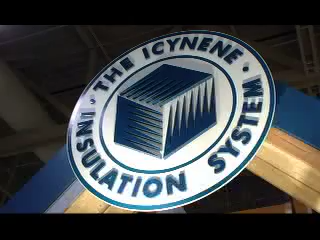 · THE ICYNENE ·
INSULATION SYSTEM